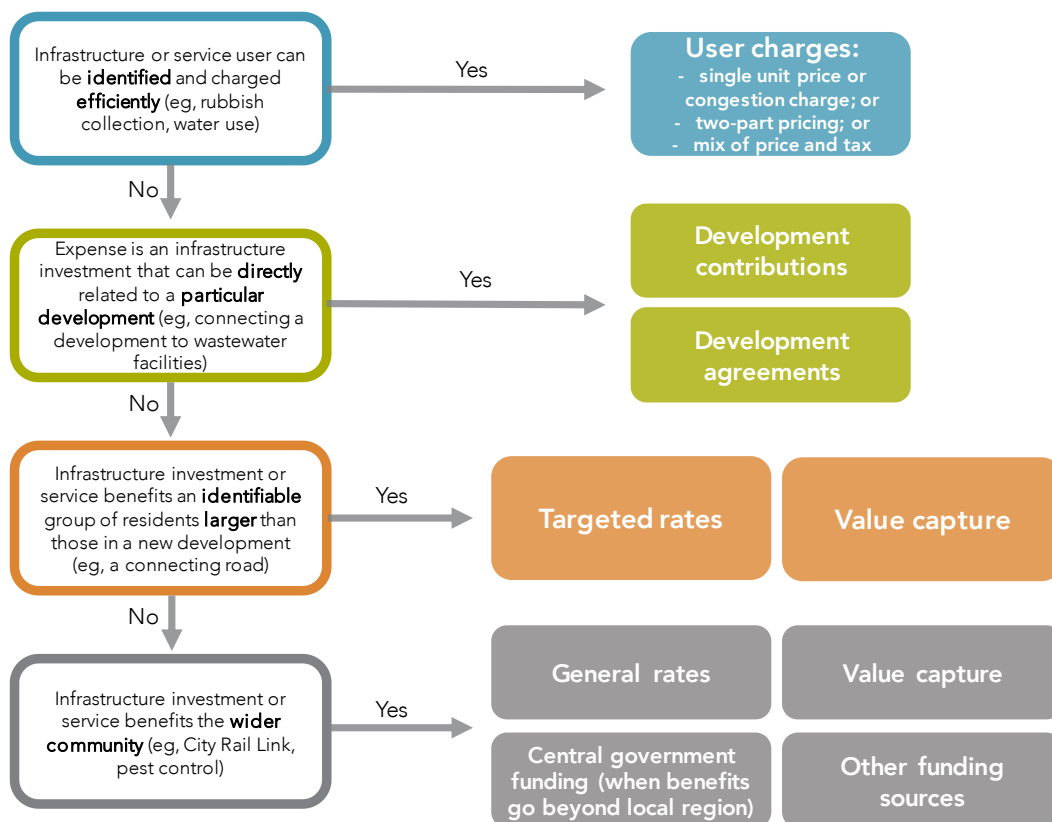 Infrastructure or service user can
be identified and charged
efficiently (eg, rubbish
collection, water use)
Yes
User charges:
- single unit price or
congestion charge; or
- two-part pricing; or
- mix of price and tax
No
Expense is an infrastructure
investment that can be directly
related to a particular
development (eg, connecting a
development to wastewater
facilities)
Yes
Development
contributions
Development
agreements
No
Infrastructure investment or
service benefits an identifiable
group of residents larger than
those in a new development
(eg, a connecting road)
Yes
Targeted rates
Value capture
No
Infrastructure investment or
service benefits the wider
community (eg, City Rail Link,
pest control)
Yes
General rates
Value capture
Central government
funding (when benefits
go beyond local region)
Other funding
sources